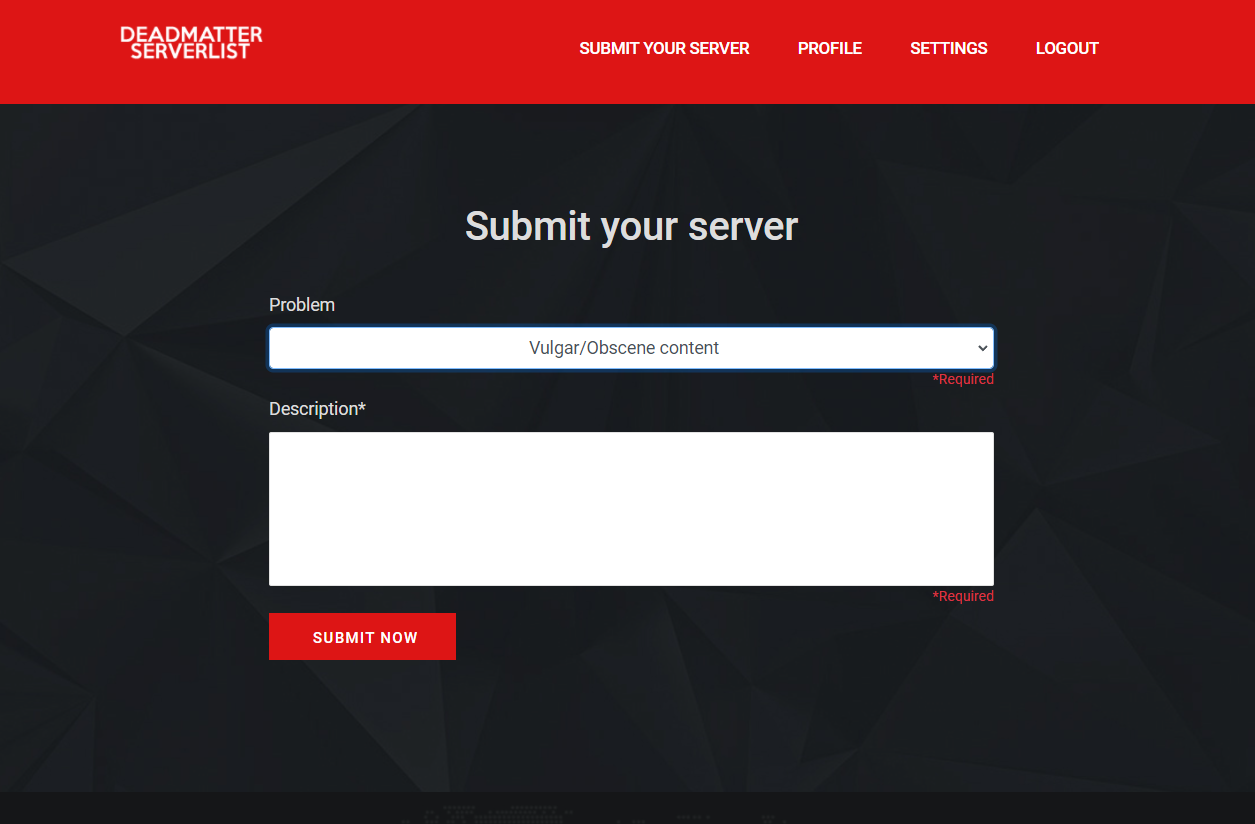 DEADMATTER
SERVERLIST
SUBMIT YOUR SERVER PROFILE SETTINGS LOGOUT
Submit your server
Problem
Vulgar/Obscene content
*Required
Description*
*Required
SUBMIT NOW